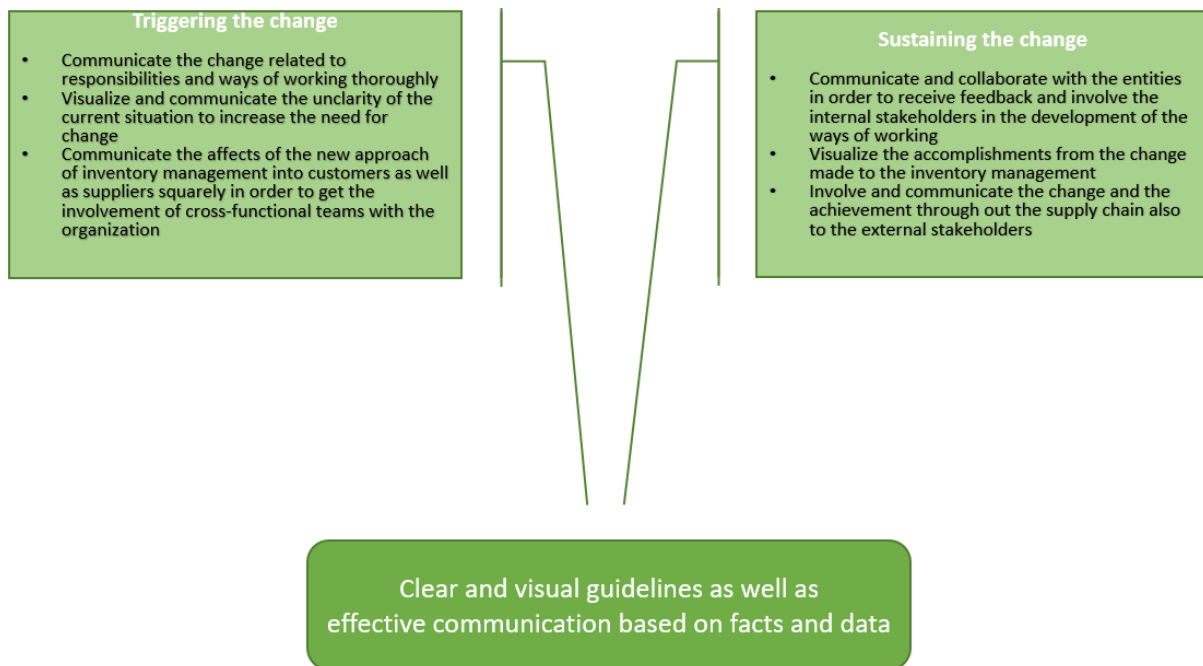 Triggering the change
• Communicate the change related to
responsibilities and ways of working thoroughly
• Visualize and communicate the unclarity of the
current situation to increase the need for
change
• Communicate the affects of the new approach
of inventory management into customers as well
as suppliers squarely in order to get the
involvement of cross-functional teams with the
organization
Sustaining the change
• Communicate and collaborate with the entities
in order to receive feedback and involve the
internal stakeholders in the development of the
ways of working
• Visualize the accomplishments from the change
made to the inventory management
• Involve and communicate the change and the
achievement through out the supply chain also
to the external stakeholders
Clear and visual guidelines as well as
effective communication based on facts and data